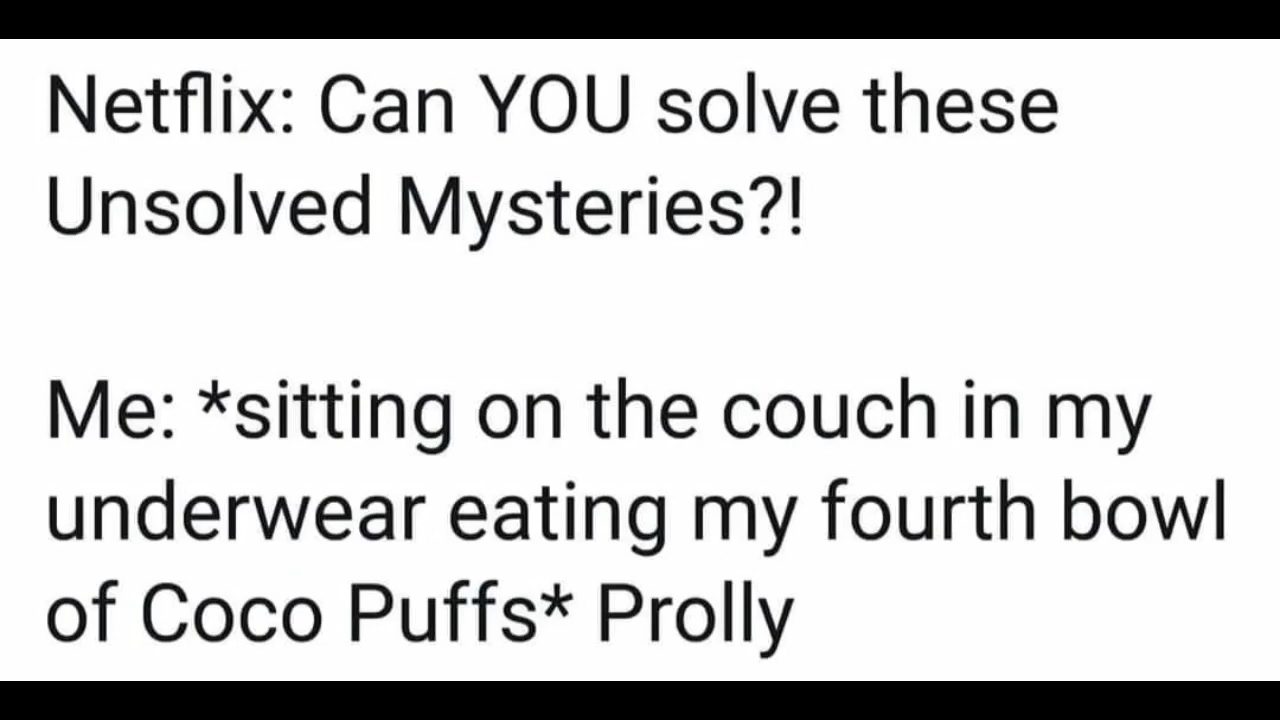 Netflix: Can YOU solve these
Unsolved Mysteries?!
Me: *sitting on the couch in my
underwear eating my fourth bowl
of Coco Puffs* Prolly